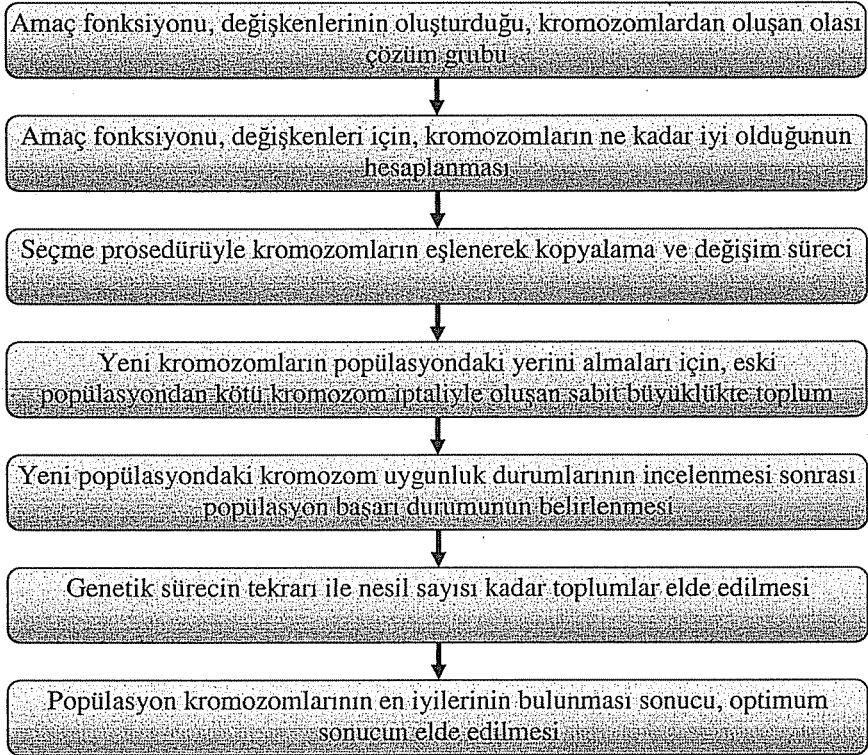 Amaç fonksiyonu, değişkenlerinin oluşturduğu, kromozomlardan oluşan olası
çözüm grubu
Amaç fonksiyonu, değişkenleri için, kromozomların ne kadar iyi olduğunun
hesaplanması
Seçme prosedürüyle kromozomların eşlenerek kopyalama ve değişim süreci
Yeni kromozomların popülasyondaki yerini almaları için, eski
popülasyondan kötü kromozom iptaliyle oluşan sabit büyüklükte toplum
Yeni popülasyondaki kromozom uygunluk durumlarının incelenmesi sonrası
popülasyon başarı durumunun belirlenmesi
Genetik sürecin tekrarı ile nesil sayısı kadar toplumlar elde edilmesi
Popülasyon kromozomlarının en iyilerinin bulunması sonucu, optimum
sonucun elde edilmesi